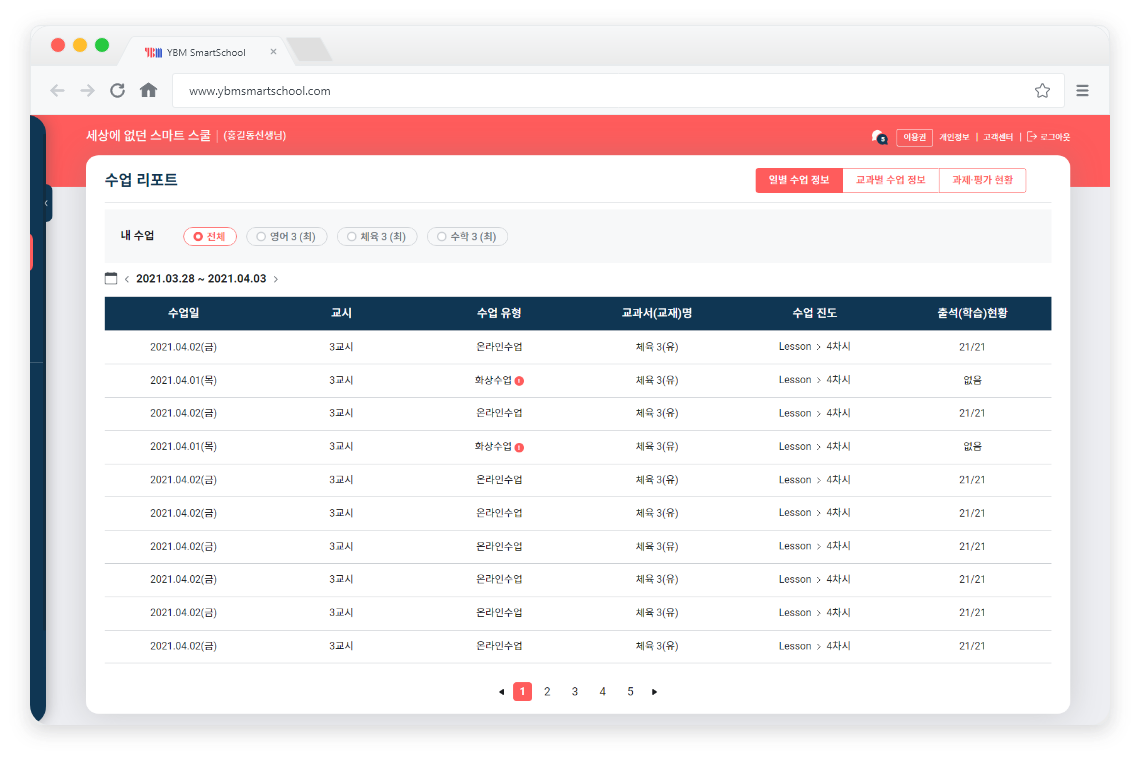 YBM YBM SmartSchool ×
www.ybmsmartschool.com
세상에 없던 스마트 스쿨 | (홍길동선생님)
이용권 개인정보 | 고객센터 | 로그아웃
수업 리포트
일별 수업 정보 교과별 수업 정보 과제·평가 현황
내 수업 전체 영어 3 (최) 체육 3 (최) 수학 3 (최)
< 2021.03.28 ~ 2021.04.03 >
수업일 교시 수업 유형 교과서(교재)명 수업 진도 출석(학습)현황
2021.04.02(금) 3교시 온라인수업 체육 3(유) Lesson > 4차시 21/21
2021.04.01(목) 3교시 화상수업 체육 3(유) Lesson > 4차시 없음
2021.04.02(금) 3교시 온라인수업 체육 3(유) Lesson > 4차시 21/21
2021.04.01(목) 3교시 화상수업 체육 3(유) Lesson > 4차시 없음
2021.04.02(금) 3교시 온라인수업 체육 3(유) Lesson > 4차시 21/21
2021.04.02(금) 3교시 온라인수업 체육 3(유) Lesson > 4차시 21/21
2021.04.02(금) 3교시 온라인수업 체육 3(유) Lesson > 4차시 21/21
2021.04.02(금) 3교시 온라인수업 체육 3(유) Lesson > 4차시 21/21
2021.04.02(금) 3교시 온라인수업 체육 3(유) Lesson > 4차시 21/21
2021.04.02(금) 3교시 온라인수업 체육 3(유) Lesson > 4차시 21/21
1 2 3 4 5